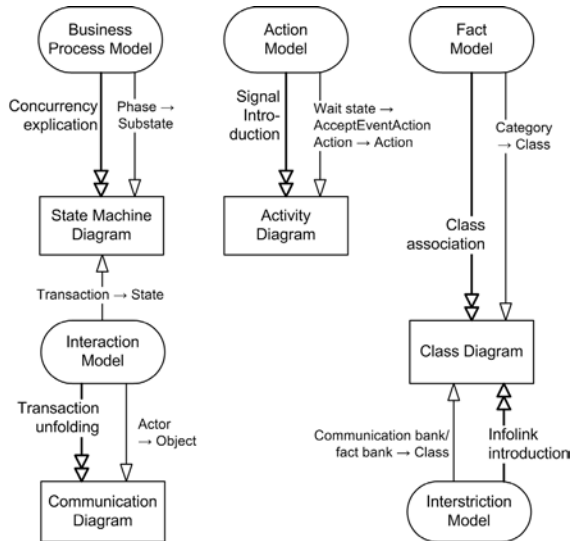 Business
Process Model
Action
Model
Fact
Model
Concurrency
explication
Phase →
Substate
Signal
Intro-
duction
Wait state →
AcceptEventAction
Action → Action
Category
→ Class
State Machine
Diagram
Activity
Diagram
Class
association
Transaction → State
Interaction
Model
Class Diagram
Transaction
unfolding
Actor
→ Object
Communication bank/
fact bank → Class
Infolink
introduction
Communication
Diagram
Interstriction
Model